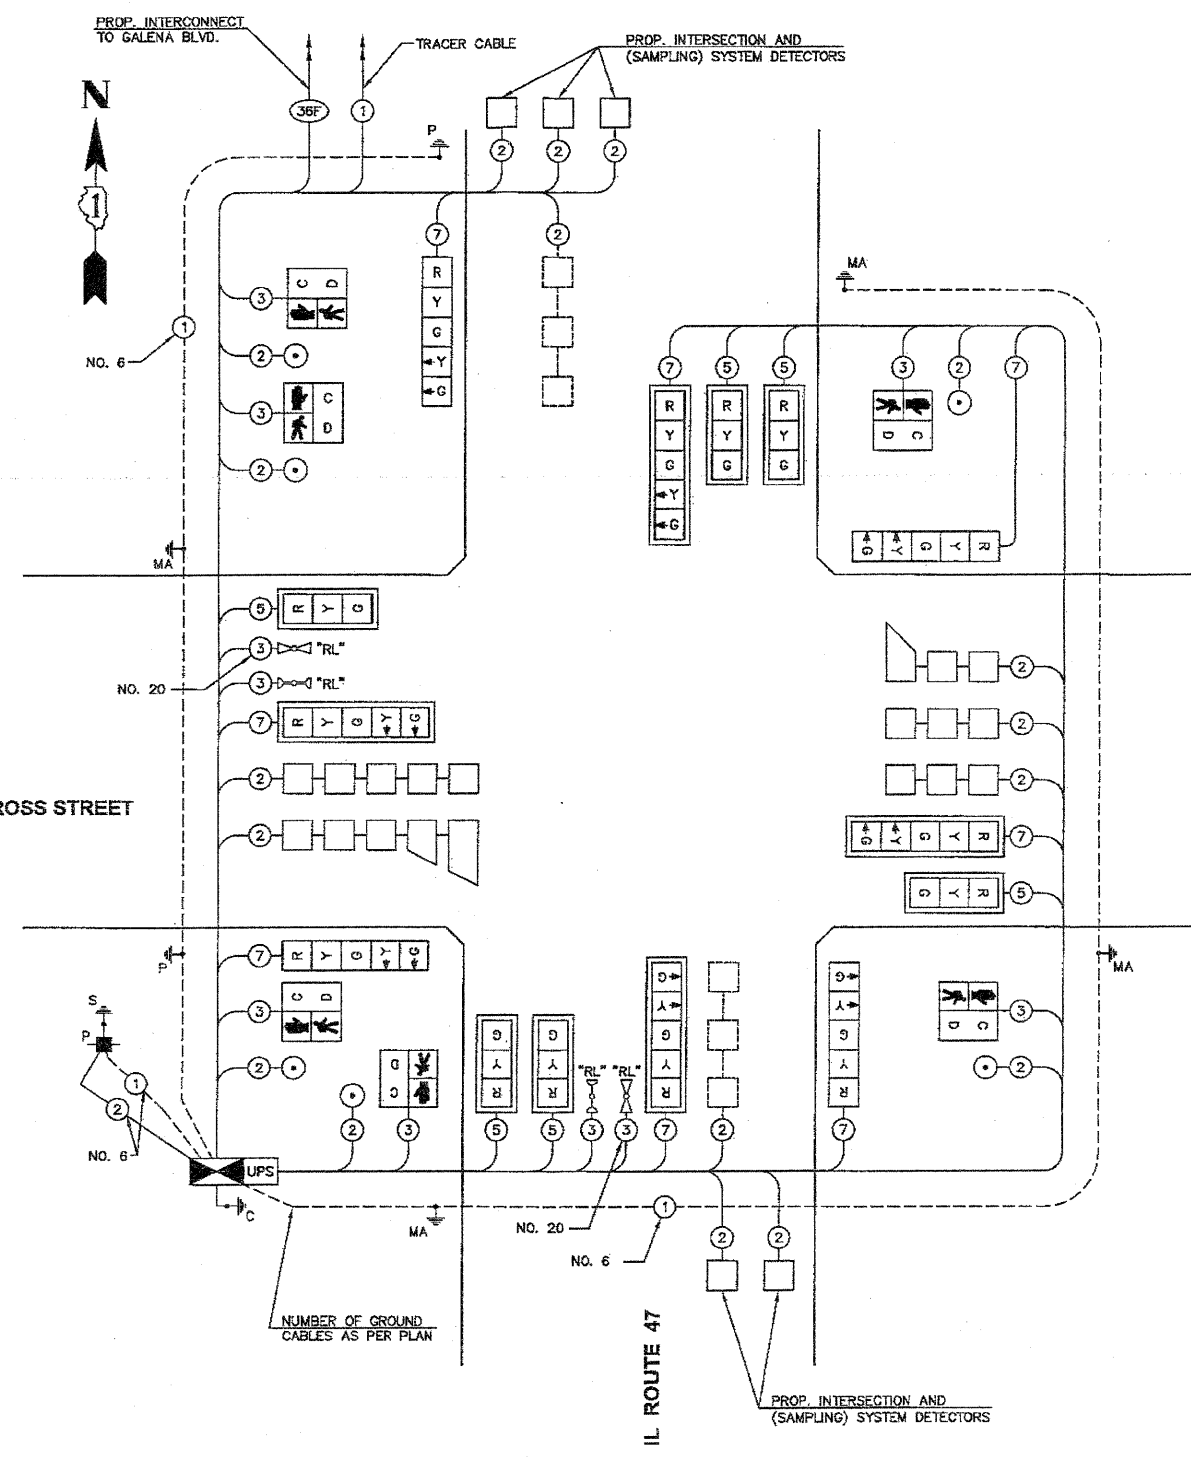 PROP. INTERCONNECT
TO GALENA BLVD.
TRACER CABLE
PROP. INTERSECTION AND
(SAMPLING) SYSTEM DETECTORS
N
36F
1
P
2
2
2
1
7
2
MA
3
C D
R
Y
G
Y
G
1
NO. 6
2
3
C
D
2
7
5
5
3
2
7
R
Y
G
Y
G
R
Y
G
R
Y
G
D C
MA
G Y G Y R
5
R Y G
3
"RL"
NO. 20
3
"RL"
7
R Y G Y G
2
2
2
2
2
ROSS STREET
2
G Y G Y R
7
G Y R
5
7
R Y G Y G
P
MA
S
P
3
C D
2
D
C
G
Y
R
G
Y
R
G
Y
G
Y
R
G
Y
G
Y
R
3
D C
2
1
2
NO. 6
2
3
5
5
"RL" "RL"
3
3
7
2
7
UPS
C
MA
NO. 20
1
NO. 6
2
2
NUMBER OF GROUND
CABLES AS PER PLAN
IL ROUTE 47
PROP. INTERSECTION AND
(SAMPLING) SYSTEM DETECTORS